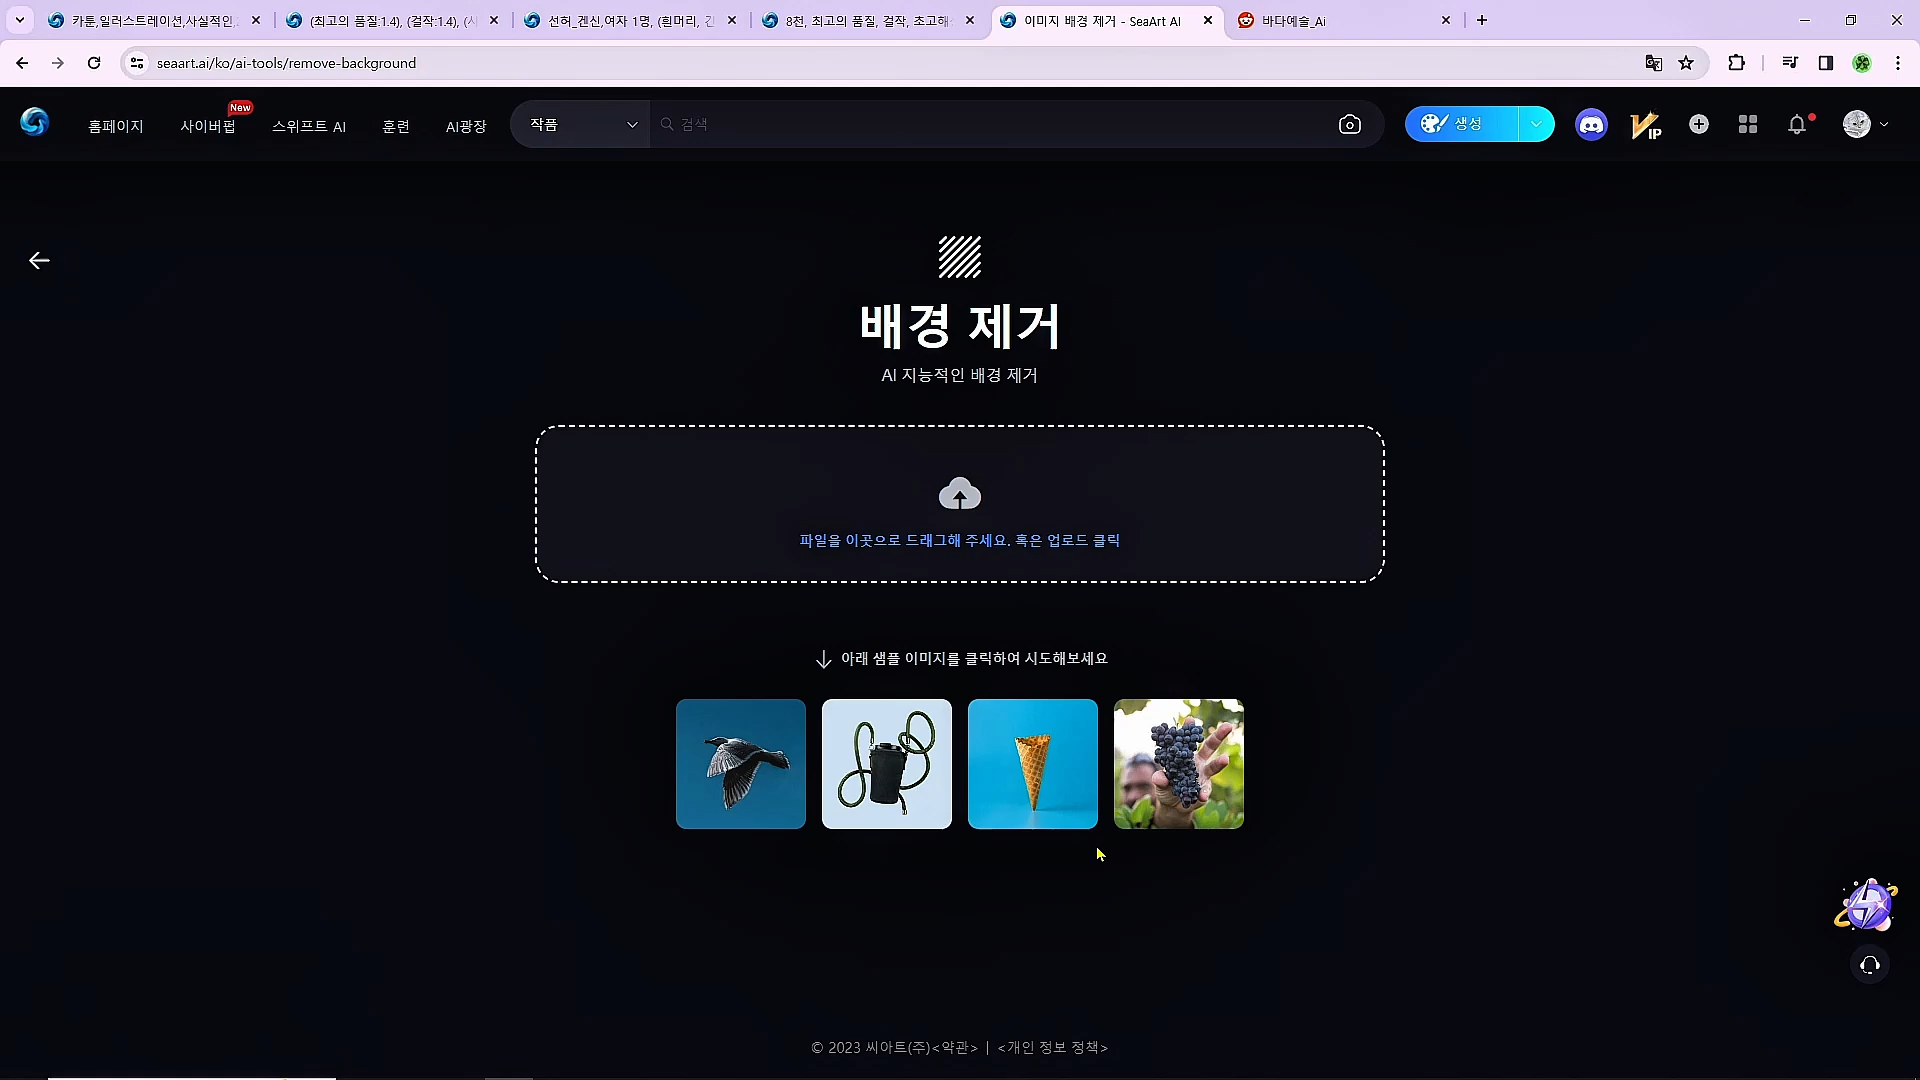 카툰,일러스트레이션,사실적인,
(최고의 품질:1.4), (걸작:1.4),
선허_겐신,여자 1명, (흰머리,
8천, 최고의 품질, 걸작, 초고해
이미지 배경 제거 - SeaArt AI
바다예술_Ai
seaart.ai/ko/ai-tools/remove-background
홈페이지
사이버펍
New
스위프트 AI
훈련
AI광장
작품
검색
생성
VIP
배경 제거
AI 지능적인 배경 제거
파일을 이곳으로 드래그해 주세요. 혹은 업로드 클릭
아래 샘플 이미지를 클릭하여 시도해보세요
© 2023 씨아트(주)<약관> | <개인 정보 정책>